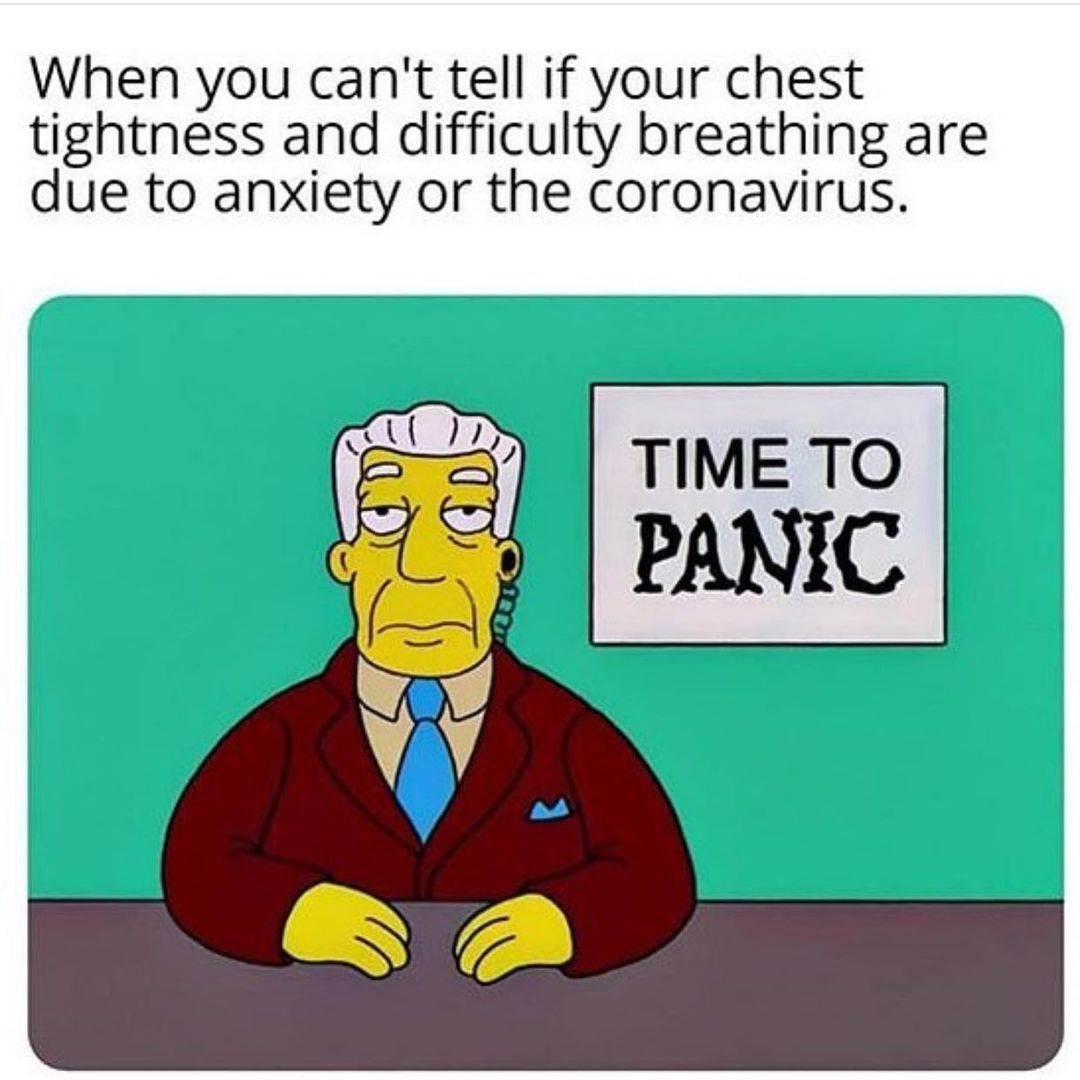 When you can't tell if your chest
tightness and difficulty breathing are
due to anxiety or the coronavirus.
TIME TO
PANIC